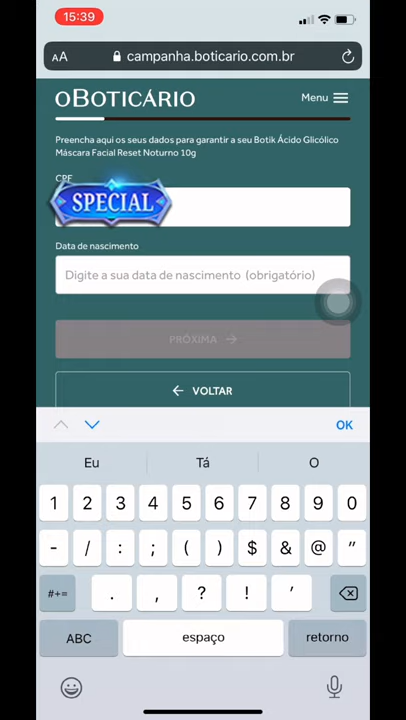 15:39
AA
campanha.boticario.com.br
oBOTICÁRIO
Menu
Preencha aqui os seus dados para garantir a seu Botik Ácido Glicólico
Máscara Facial Reset Noturno 10g
CPF
SPECIAL
Data de nascimento
Digite a sua data de nascimento (obrigatório)
PRÓXIMA →
← VOLTAR
OK
Eu
Tá
O
1 2 3 4 5 6 7 8 9 0
- / : ; ( ) $ & @ "
#+= . , ? ! '
ABC espaço retorno